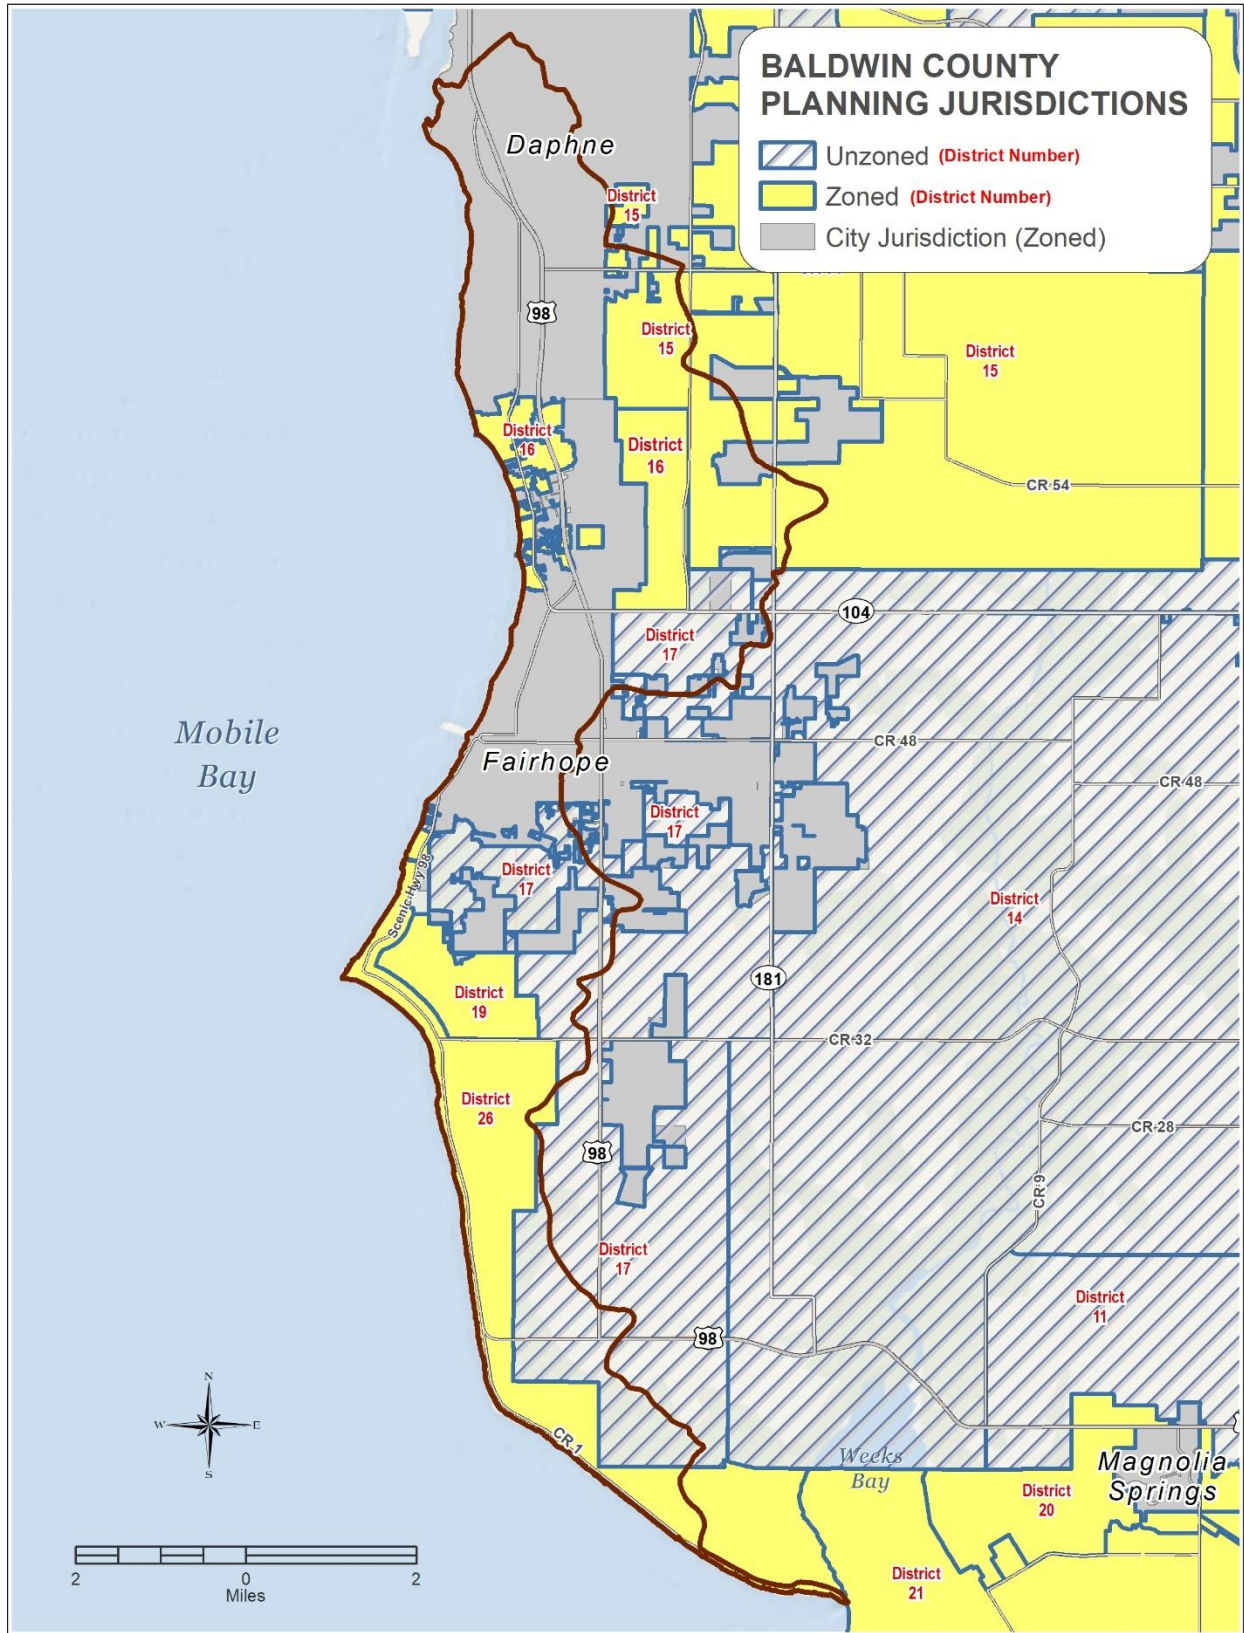 BALDWIN COUNTY
PLANNING JURISDICTIONS
Unzoned (District Number)
Zoned (District Number)
City Jurisdiction (Zoned)
Daphne
District
15
98
District
15
District
15
District
16
District
16
CR 54
104
District
17
Mobile
Bay
Fairhope
CR 48
CR 48
District
17
District
17
Scenic Hwy 98
District
14
181
District
19
CR 32
District
26
98
CR 28
CR 9
District
17
District
11
98
N
W E
S
CR 1
Weeks
Bay
Magnolia
Springs
District
20
District
21
2 0 2
Miles